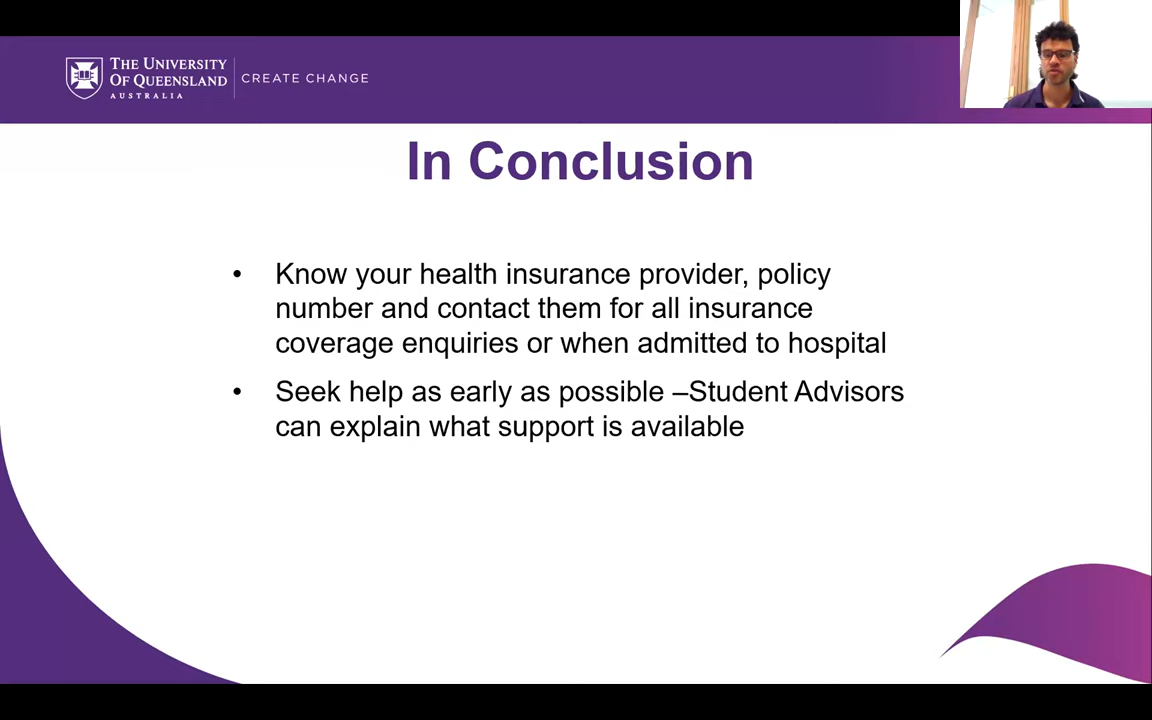 THE UNIVERSITY
OF QUEENSLAND
AUSTRALIA
CREATE CHANGE
In Conclusion
• Know your health insurance provider, policy
number and contact them for all insurance
coverage enquiries or when admitted to hospital
• Seek help as early as possible –Student Advisors
can explain what support is available